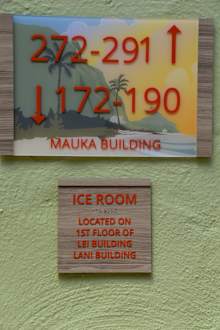 272-291 ↑
↓ 172-190
MAUKA BUILDING
ICE ROOM
LOCATED ON
1ST FLOOR OF
LEI BUILDING
LANI BUILDING